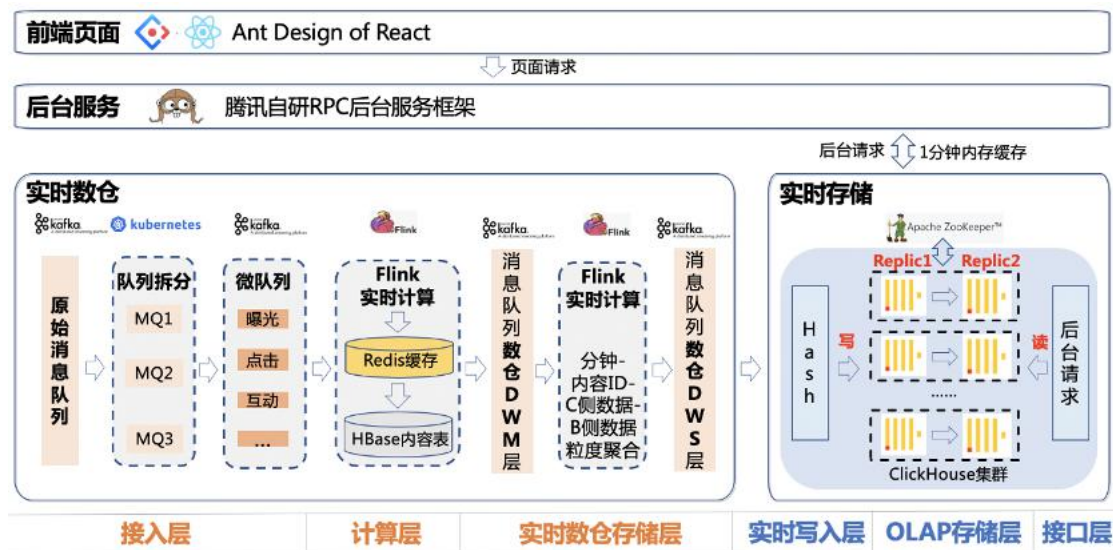 前端页面 Ant Design of React
页面请求
后台服务 腾讯自研RPC后台服务框架
后台请求 1分钟内存缓存
实时数仓
kafka
kubernetes
kafka
Flink
kafka
Flink
kafka
原始消息队列
队列拆分
MQ1
MQ2
MQ3
微队列
曝光
点击
互动
...
Flink
实时计算
Redis缓存
HBase内容表
消息队列数仓DWM层
Flink
实时计算
分钟-
内容ID-
C侧数据-
B侧数据
粒度聚合
消息队列数仓DWS层
实时存储
Apache ZooKeeper™
Replic1 Replic2
Hash
写
读
后台请求
......
ClickHouse集群
接入层 计算层 实时数仓存储层 实时写入层 OLAP存储层 接口层